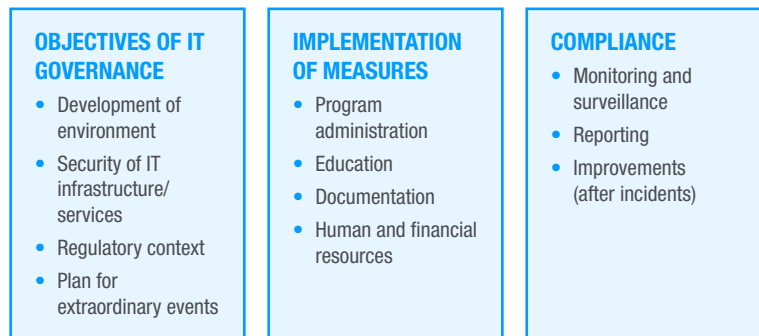 OBJECTIVES OF IT
GOVERNANCE
• Development of
environment
• Security of IT
infrastructure/
services
• Regulatory context
• Plan for
extraordinary events
IMPLEMENTATION
OF MEASURES
• Program
administration
• Education
• Documentation
• Human and financial
resources
COMPLIANCE
• Monitoring and
surveillance
• Reporting
• Improvements
(after incidents)